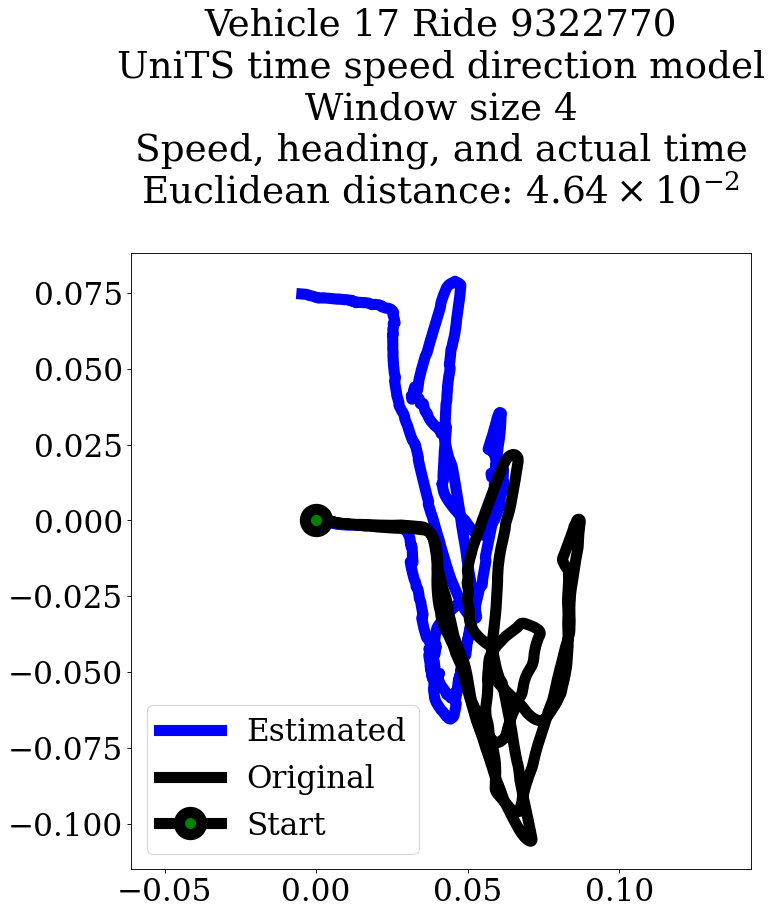 Vehicle 17 Ride 9322770
UniTS time speed direction model
Window size 4
Speed, heading, and actual time
Euclidean distance: 4.64 × 10⁻²
0.075
0.050
0.025
0.000
−0.025
−0.050
−0.075
−0.100
Estimated
Original
Start
−0.05 0.00 0.05 0.10